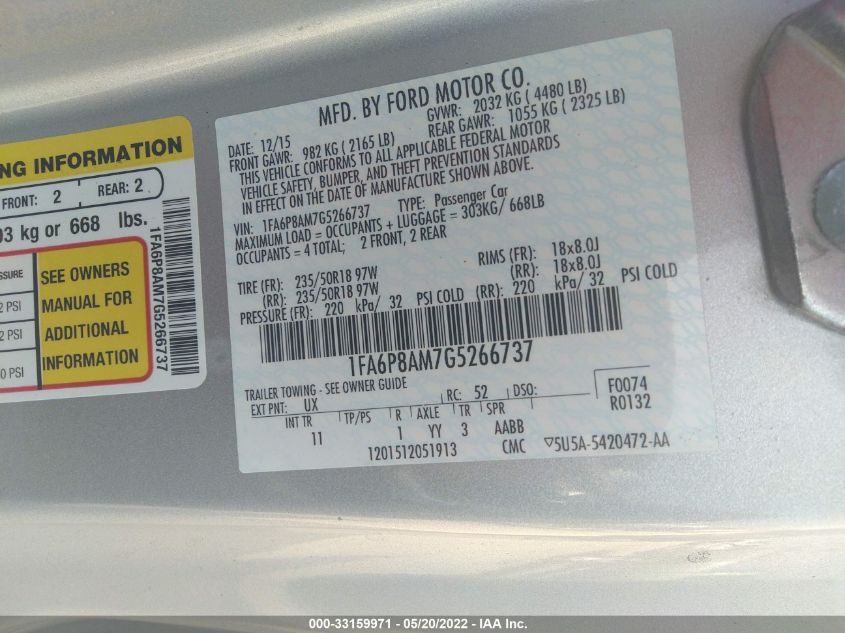 NG INFORMATION
FRONT: 2 REAR: 2
03 kg or 668 lbs.
SSURE
2 PSI
2 PSI
0 PSI
SEE OWNERS
MANUAL FOR
ADDITIONAL
INFORMATION
1FA6P8AM7G5266737
MFD. BY FORD MOTOR CO.
DATE: 12/15 GVWR: 2032 KG ( 4480 LB)
FRONT GAWR: 982 KG ( 2165 LB) REAR GAWR: 1055 KG ( 2325 LB)
THIS VEHICLE CONFORMS TO ALL APPLICABLE FEDERAL MOTOR
VEHICLE SAFETY, BUMPER, AND THEFT PREVENTION STANDARDS
IN EFFECT ON THE DATE OF MANUFACTURE SHOWN ABOVE.
VIN: 1FA6P8AM7G5266737 TYPE: Passenger Car
MAXIMUM LOAD = OCCUPANTS + LUGGAGE = 303KG/ 668LB
OCCUPANTS = 4 TOTAL; 2 FRONT, 2 REAR
TIRE (FR): 235/50R18 97W RIMS (FR): 18x8.0J
(RR): 235/50R18 97W (RR): 18x8.0J
PRESSURE (FR): 220 kPa/ 32 PSI COLD (RR): 220 kPa/ 32 PSI COLD
1FA6P8AM7G5266737
TRAILER TOWING - SEE OWNER GUIDE
EXT PNT: UX RC: 52 DSO: F0074
R0132
INT TR TP/PS R AXLE TR SPR
11 1 YY 3 AABB
1201512051913 CMC ▽5U5A-5420472-AA
000-33159971 - 05/20/2022 - IAA Inc.